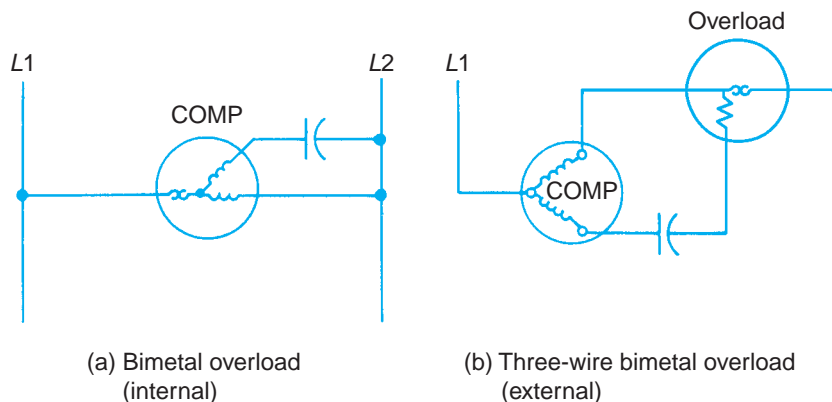 Overload
L1
L2
L1
COMP
COMP
(a) Bimetal overload
(internal)
(b) Three-wire bimetal overload
(external)